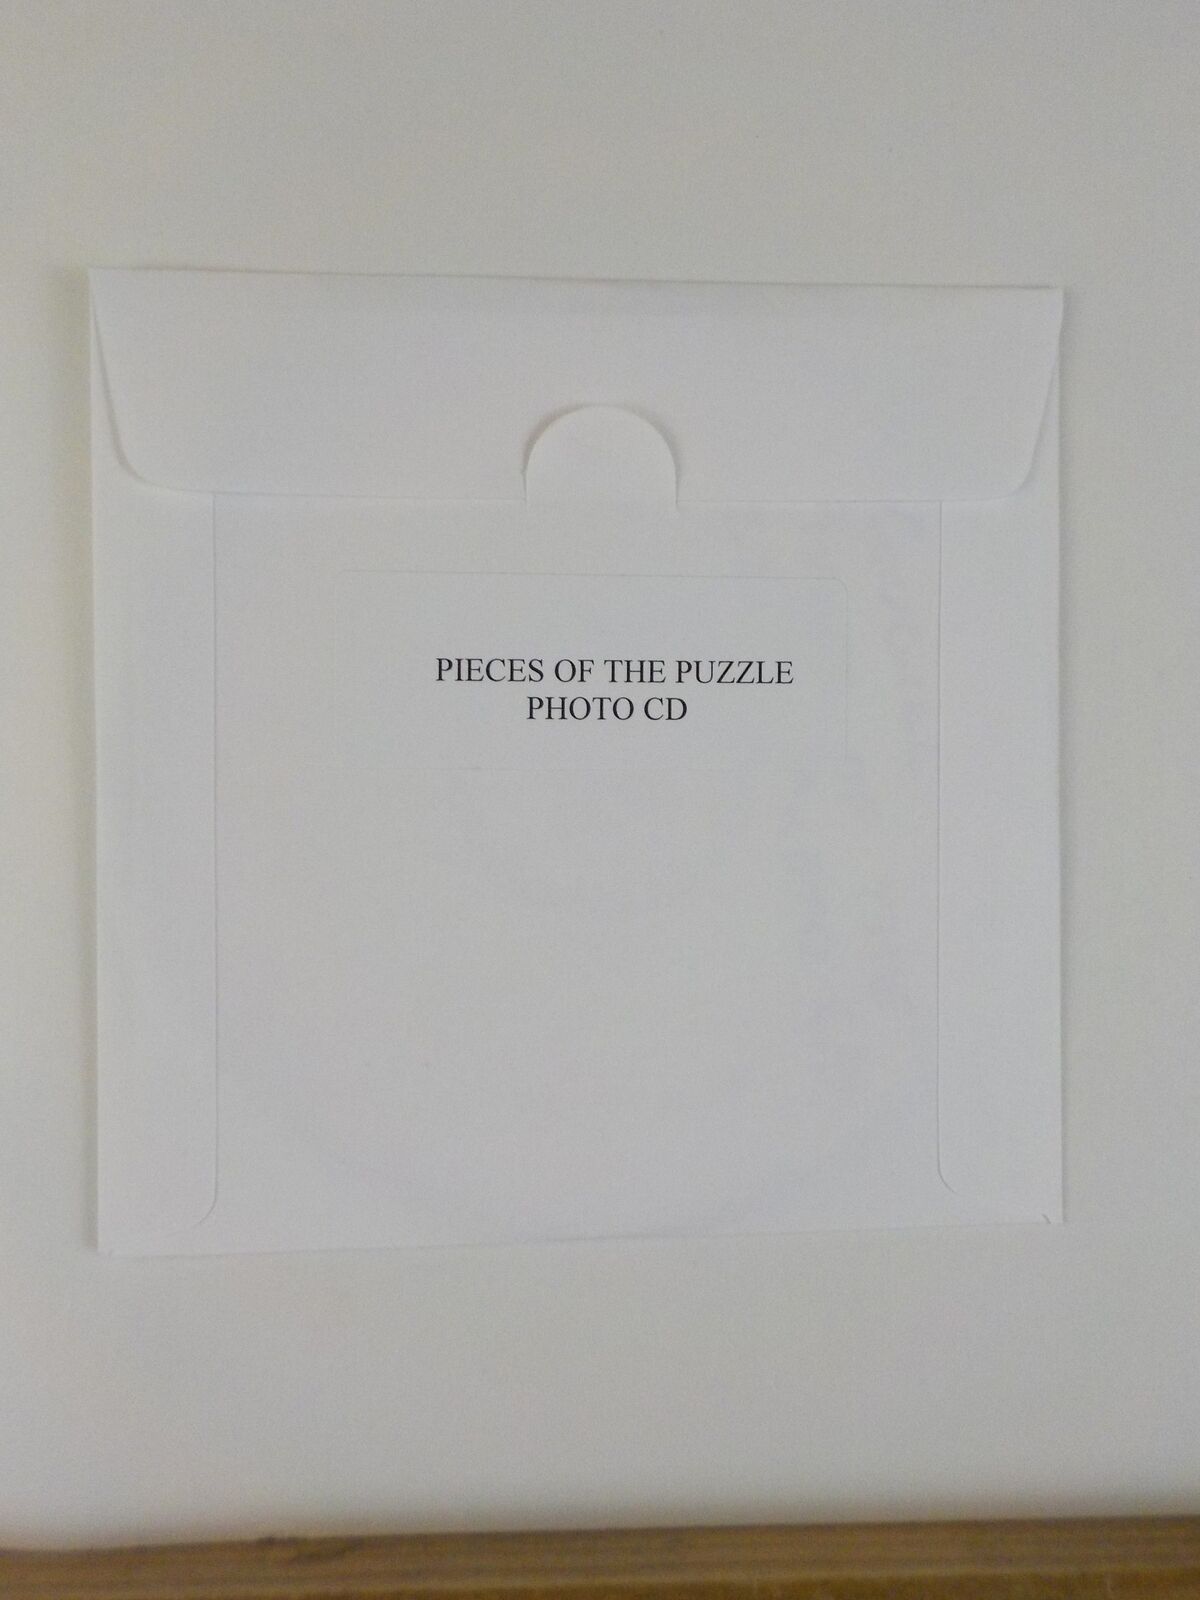 PIECES OF THE PUZZLE
PHOTO CD